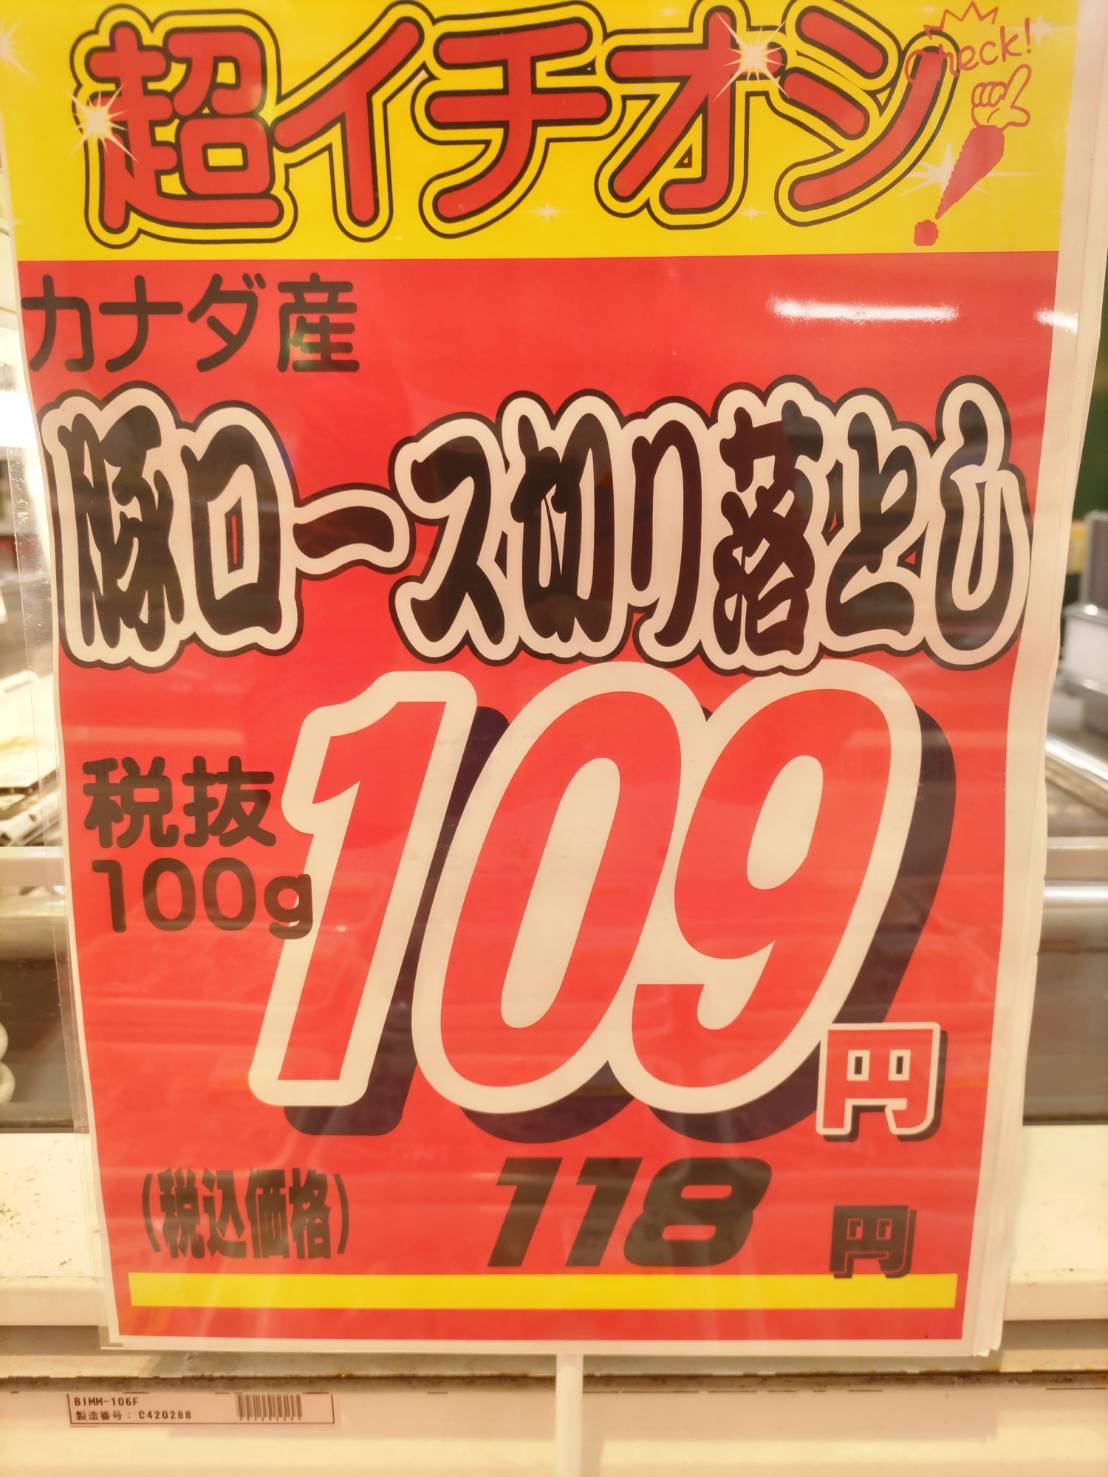 超イチオシ!
Check!
カナダ産
豚ロース切り落とし
税抜
100g
109円
(税込価格) 118円
BIMM-106F
製造番号：C420288